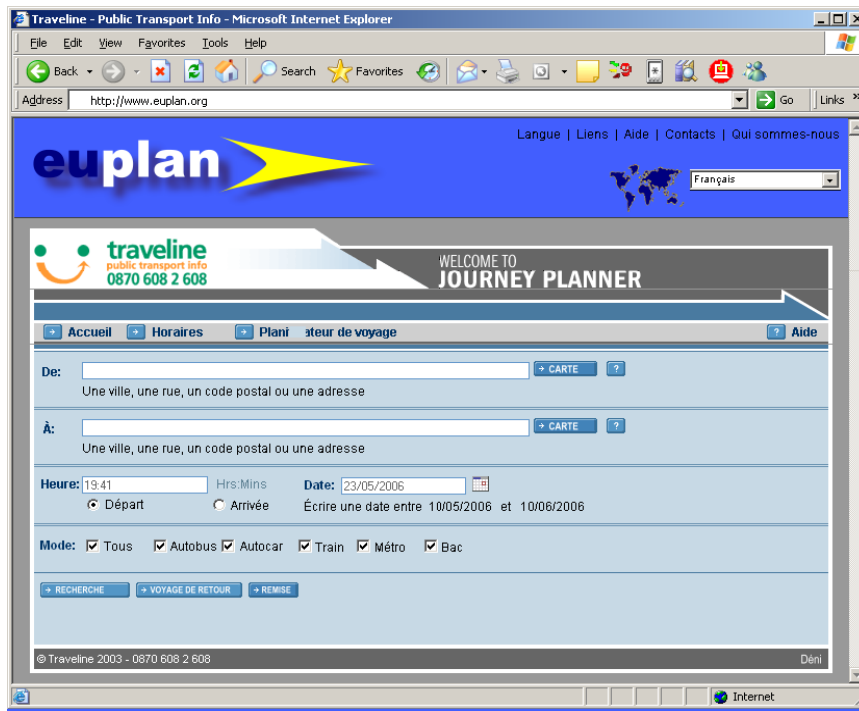 Traveline - Public Transport Info - Microsoft Internet Explorer
File Edit View Favorites Tools Help
Back Search Favorites
Address http://www.euplan.org Go Links »
Langue | Liens | Aide | Contacts | Qui sommes-nous
euplan
Français
traveline
public transport info
0870 608 2 608
WELCOME TO
JOURNEY PLANNER
Accueil Horaires Plani ateur de voyage ? Aide
De: CARTE ?
Une ville, une rue, un code postal ou une adresse
À: CARTE ?
Une ville, une rue, un code postal ou une adresse
Heure: 19:41 Hrs:Mins Date: 23/05/2006
Départ Arrivée Écrire une date entre 10/05/2006 et 10/06/2006
Mode: Tous Autobus Autocar Train Métro Bac
RECHERCHE VOYAGE DE RETOUR REMISE
© Traveline 2003 - 0870 608 2 608 Déni
Internet